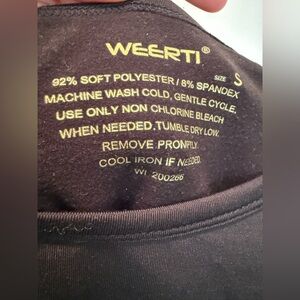 WEERTI®
SIZE S
92% SOFT POLYESTER / 8% SPANDEX
MACHINE WASH COLD, GENTLE CYCLE,
USE ONLY NON CHLORINE BLEACH
WHEN NEEDED.TUMBLE DRY LOW.
REMOVE PROMPTLY.
COOL IRON IF NEEDED.
WI 200266